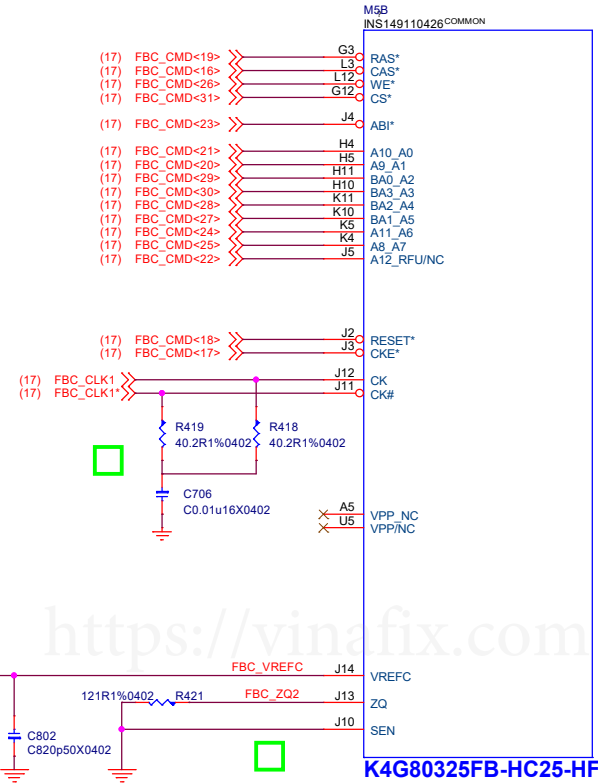 M5B
INS149110426 COMMON
(17) FBC_CMD<19> G3 RAS*
(17) FBC_CMD<16> L3 CAS*
(17) FBC_CMD<26> L12 WE*
(17) FBC_CMD<31> G12 CS*
(17) FBC_CMD<23> J4 ABI*
(17) FBC_CMD<21> H4 A10_A0
(17) FBC_CMD<20> H5 A9_A1
(17) FBC_CMD<29> H11 BA0_A2
(17) FBC_CMD<30> H10 BA3_A3
(17) FBC_CMD<28> K11 BA2_A4
(17) FBC_CMD<27> K10 BA1_A5
(17) FBC_CMD<24> K5 A11_A6
(17) FBC_CMD<25> K4 A8_A7
(17) FBC_CMD<22> J5 A12_RFU/NC
(17) FBC_CMD<18> J2 RESET*
(17) FBC_CMD<17> J3 CKE*
(17) FBC_CLK1 J12 CK
(17) FBC_CLK1* J11 CK#
R419 R418
40.2R1%0402 40.2R1%0402
C706
C0.01u16X0402
A5 VPP_NC
U5 VPP/NC
https://vinafix.com
FBC_VREFC J14 VREFC
121R1%0402 R421 FBC_ZQ2 J13 ZQ
J10 SEN
C802
C820p50X0402
K4G80325FB-HC25-HF